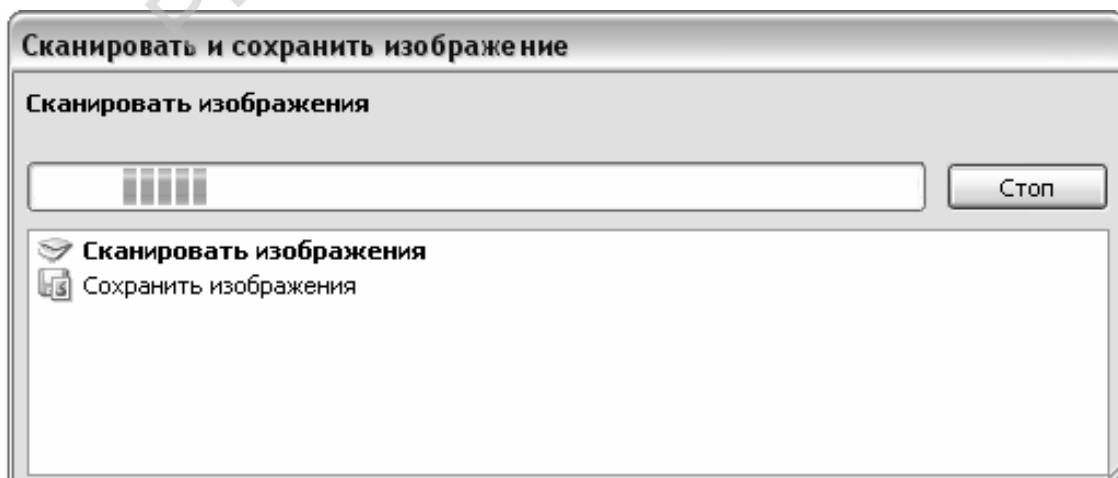 Сканировать и сохранить изображение
Сканировать изображения
Стоп
Сканировать изображения
Сохранить изображения